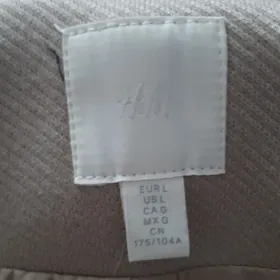 H&M
EUR L
US L
CA G
MX G
CN
175/104A